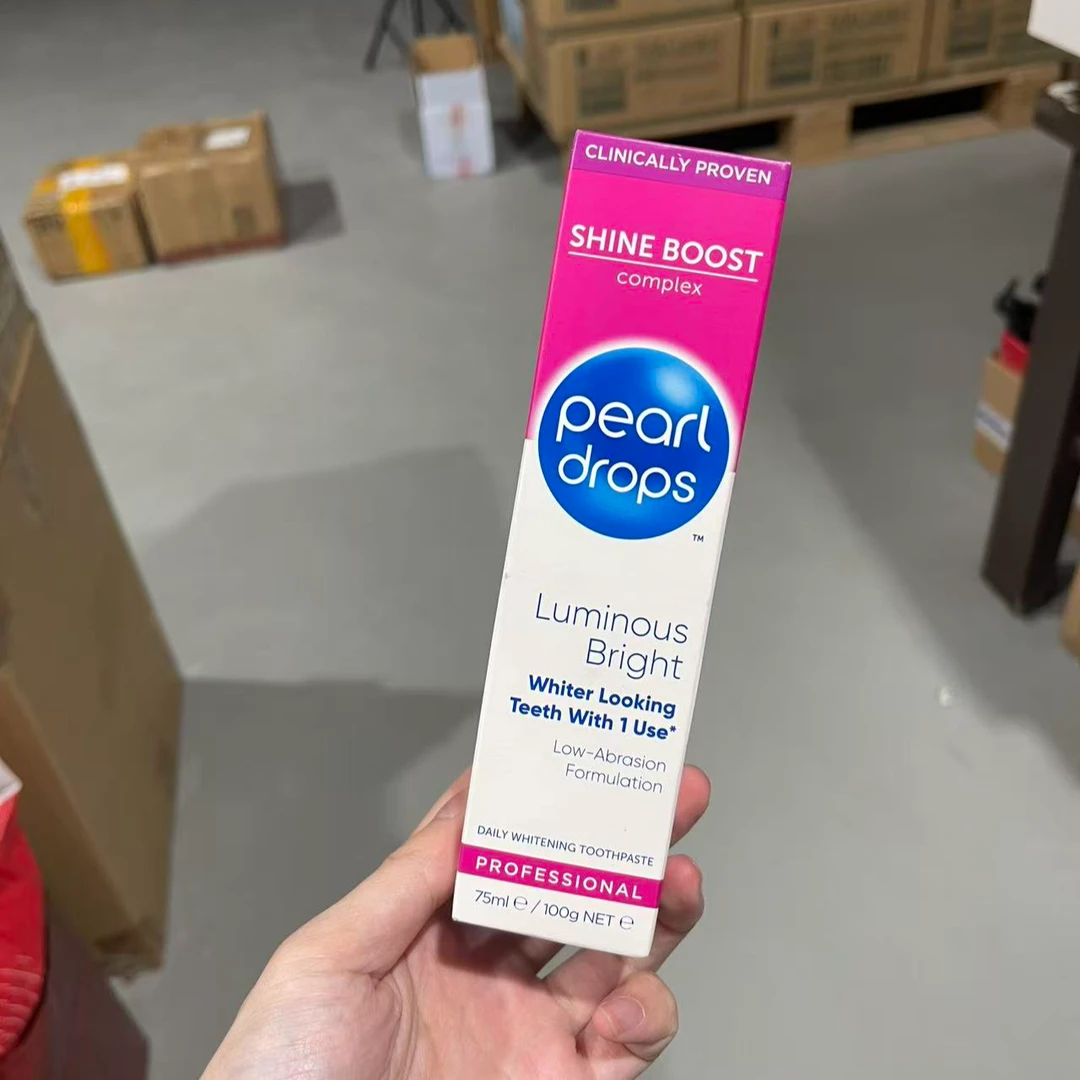 CLINICALLY PROVEN
SHINE BOOST
complex
pearl
drops
™
Luminous
Bright
Whiter Looking
Teeth With 1 Use*
Low-Abrasion
Formulation
DAILY WHITENING TOOTHPASTE
PROFESSIONAL
75ml ℮ / 100g NET ℮